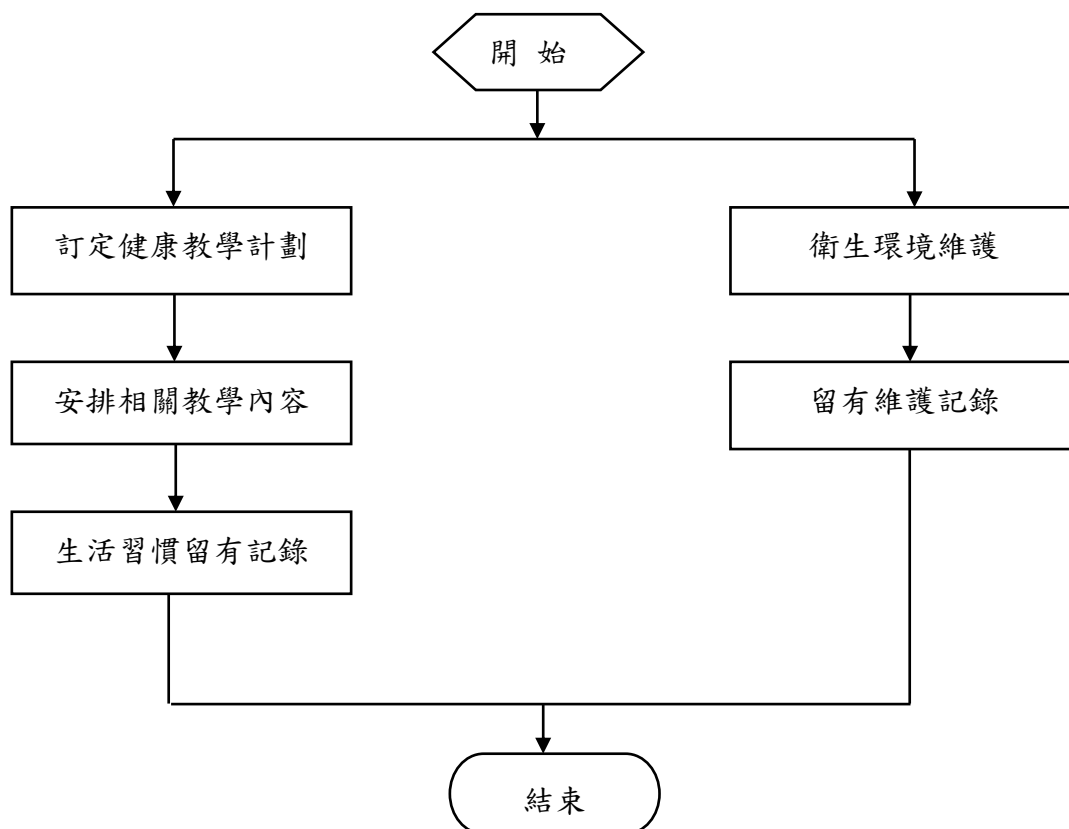 開 始
訂定健康教學計劃
衛生環境維護
安排相關教學內容
留有維護記錄
生活習慣留有記錄
結束